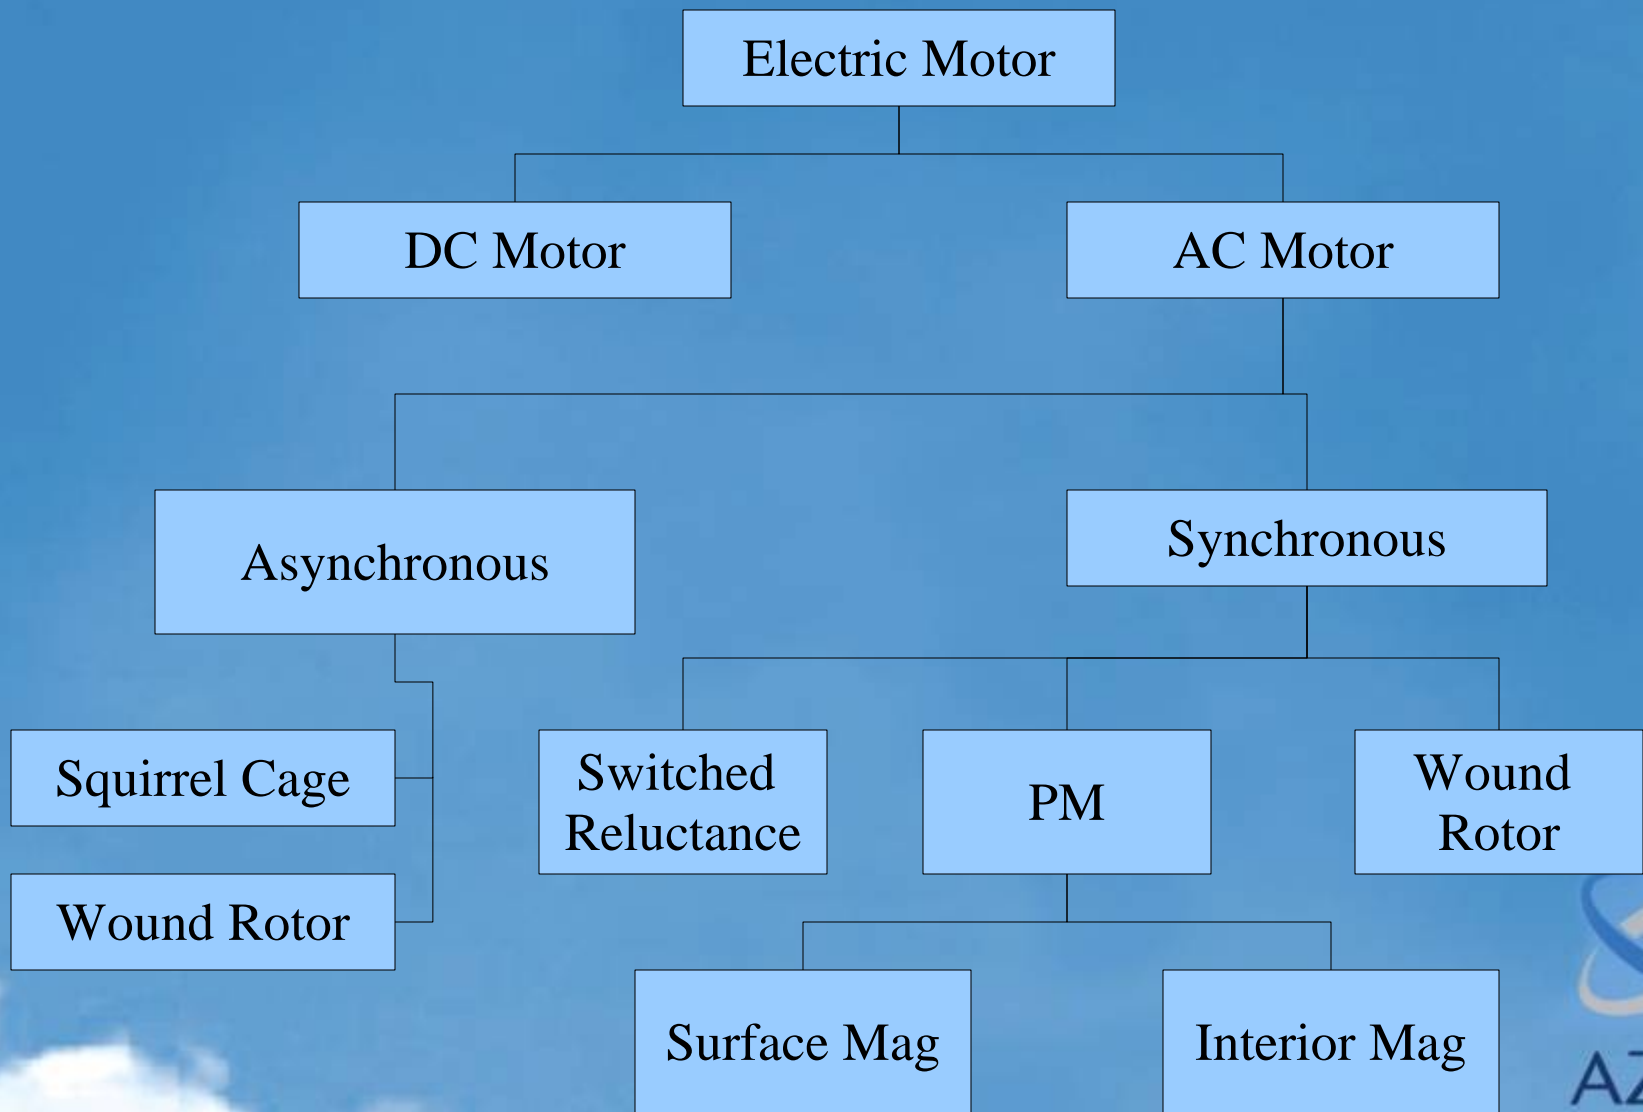 Electric Motor
DC Motor
AC Motor
Asynchronous
Synchronous
Squirrel Cage
Switched
Reluctance
PM
Wound
Rotor
Wound Rotor
Surface Mag
Interior Mag